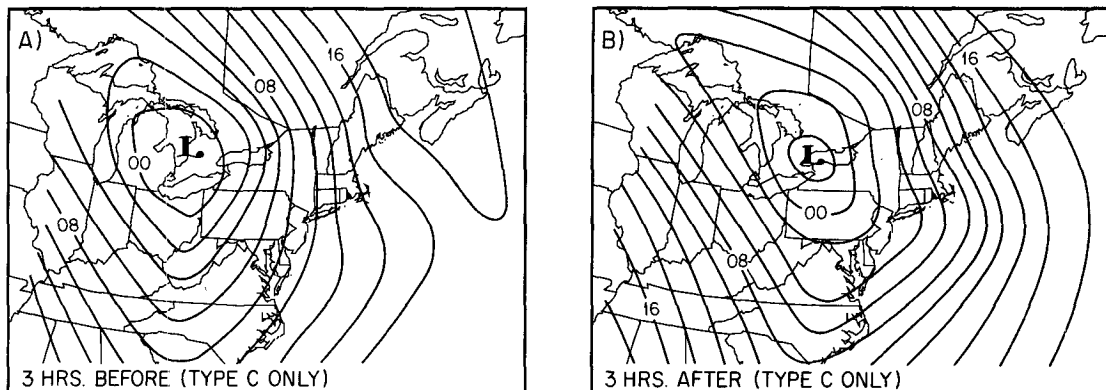 A)
16
08
00
L
08
3 HRS. BEFORE (TYPE C ONLY)
B)
16
08
L
00
08
16
3 HRS. AFTER (TYPE C ONLY)